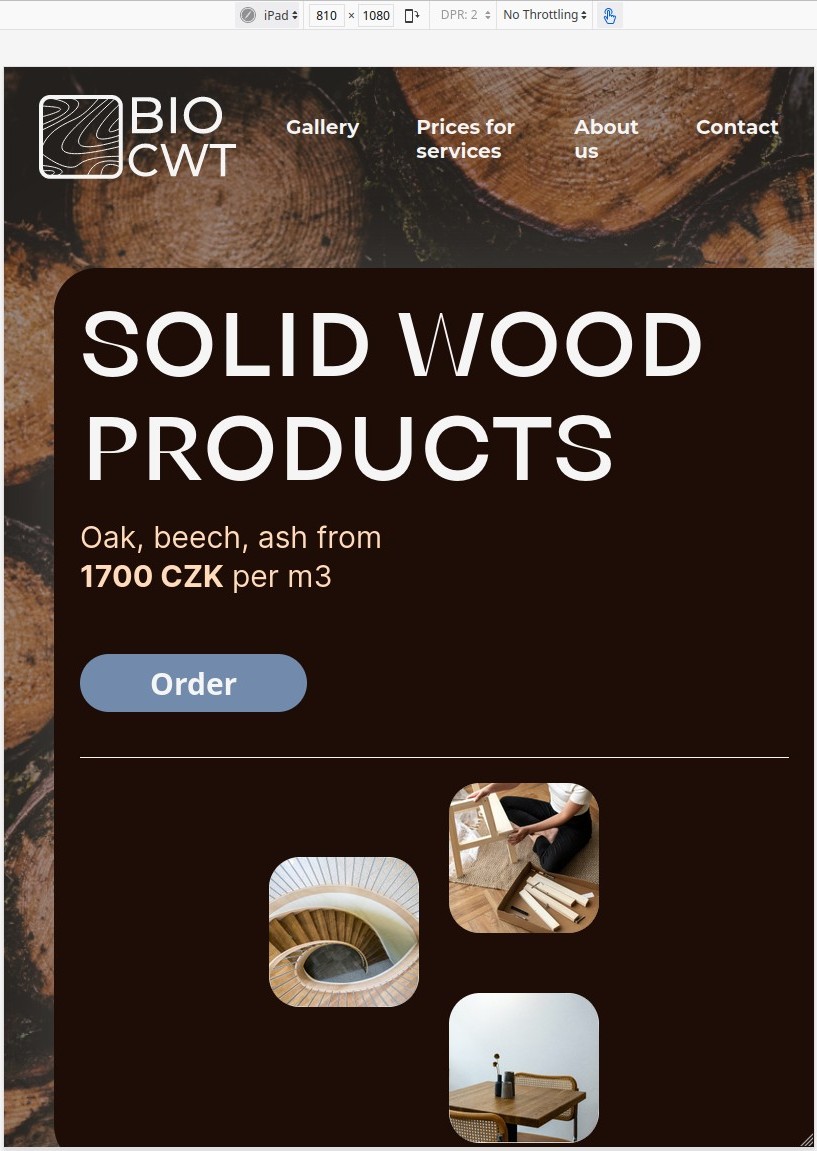 iPad 810 × 1080 DPR: 2 No Throttling
BIO
CWT
Gallery Prices for services About us Contact
SOLID WOOD
PRODUCTS
Oak, beech, ash from
1700 CZK per m3
Order